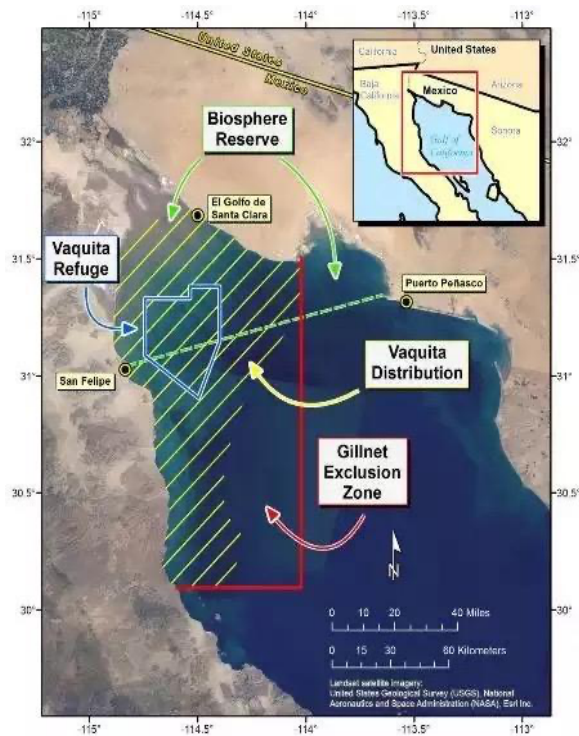 -115° -114.5° -114° -113.5° -113°
United States
Mexico
California
United States
Baja
California
Mexico
Arizona
Gulf of
California
Sonora
Biosphere
Reserve
32°
El Golfo de
Santa Clara
31.5°
Vaquita
Refuge
Puerto Peñasco
31°
San Felipe
Vaquita
Distribution
Gillnet
Exclusion
Zone
30.5°
N
30°
0 10 20 40 Miles
0 15 30 60 Kilometers
Landsat satellite imagery:
United States Geological Survey (USGS), National
Aeronautics and Space Administration (NASA), Esri Inc.
32°
31.5°
31°
30.5°
30°
-115° -114.5° -114° -113.5° -113°